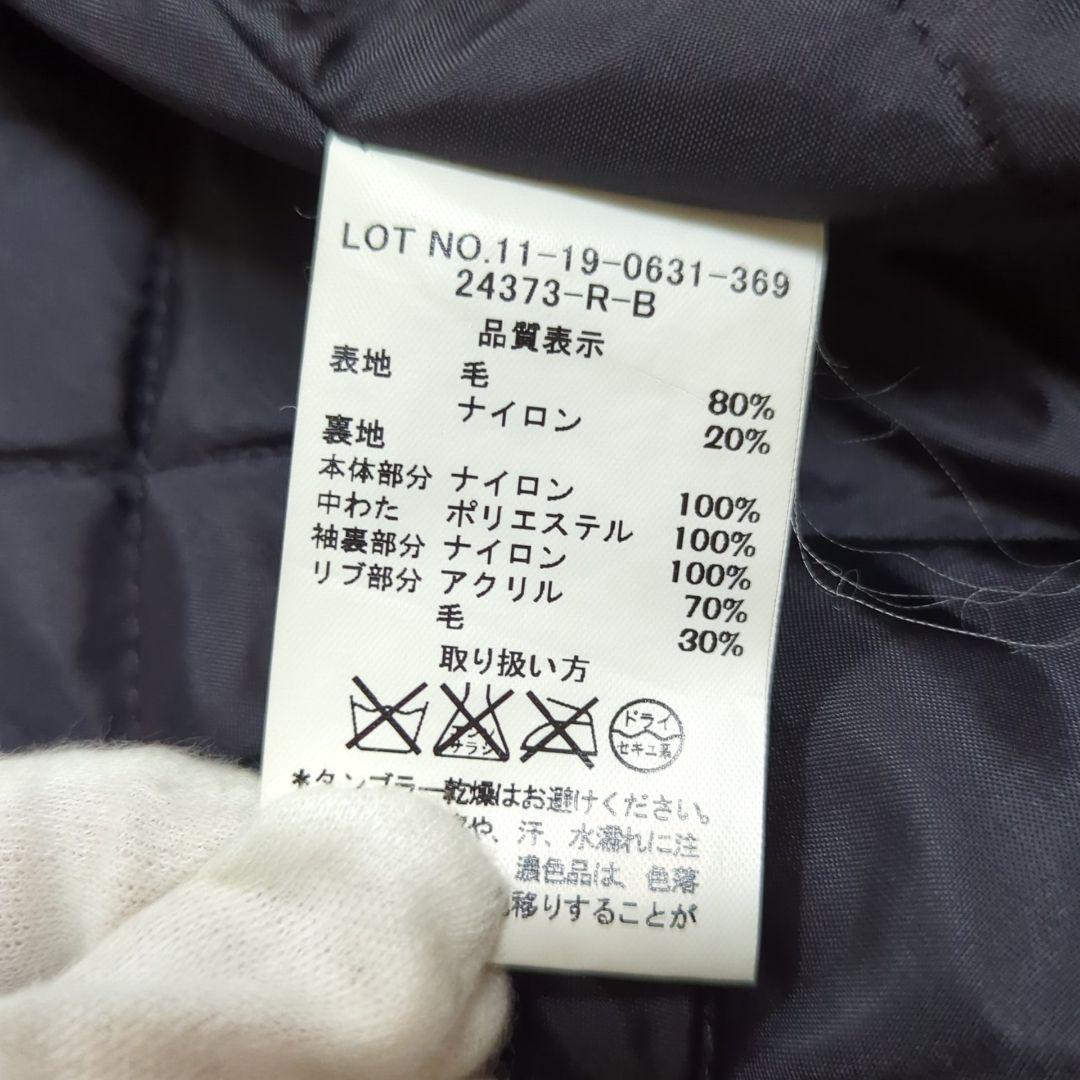 LOT NO.11-19-0631-369
24373-R-B
品質表示
表地 毛 80%
ナイロン 20%
裏地
本体部分 ナイロン 100%
中わた ポリエステル 100%
袖裏部分 ナイロン 100%
リブ部分 アクリル 70%
毛 30%
取り扱い方
サラシ
ドライ
セキユ系
*タンブラー乾燥はお避けください。
や、汗、水濡れに注
濃色品は、色落
移りすることが